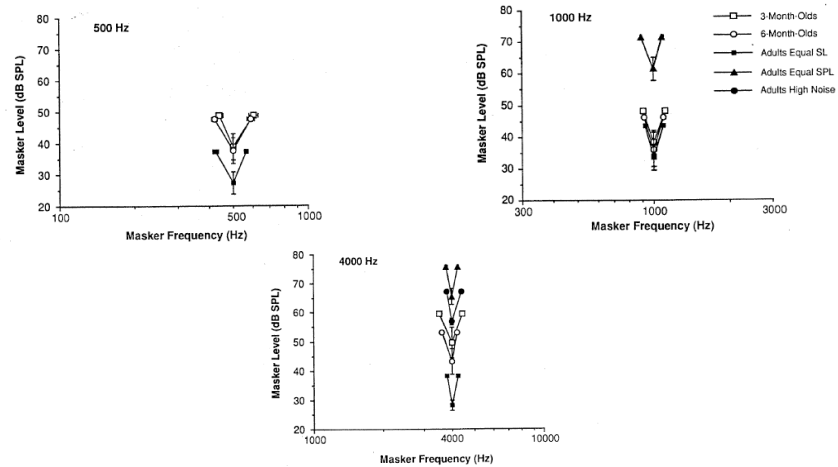 500 Hz
80
70
60
50
40
30
20
Masker Level (dB SPL)
100
500
1000
Masker Frequency (Hz)
1000 Hz
80
70
60
50
40
30
20
Masker Level (dB SPL)
300
1000
3000
Masker Frequency (Hz)
3-Month-Olds
6-Month-Olds
Adults Equal SL
Adults Equal SPL
Adults High Noise
4000 Hz
80
70
60
50
40
30
20
Masker Level (dB SPL)
1000
4000
10000
Masker Frequency (Hz)